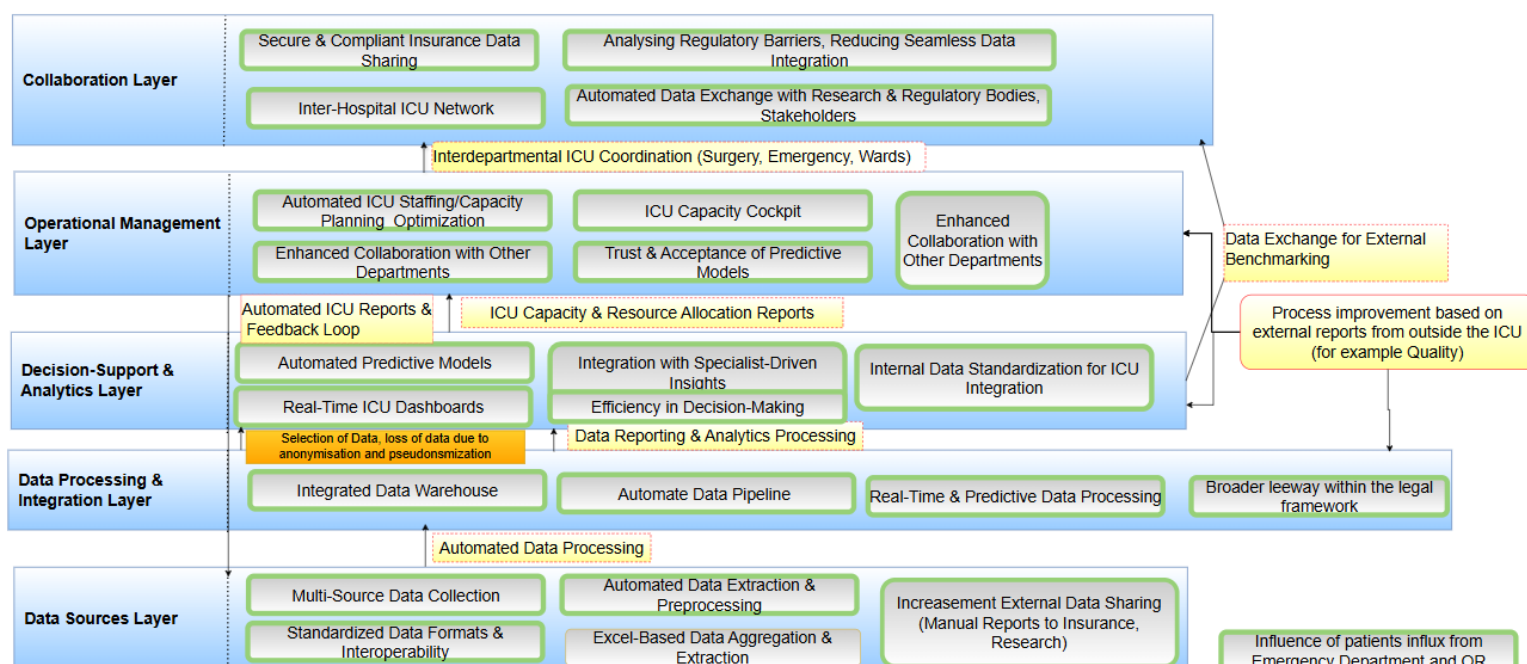 Secure & Compliant Insurance Data
Sharing
Analysing Regulatory Barriers, Reducing Seamless Data
Integration
Collaboration Layer
Inter-Hospital ICU Network
Automated Data Exchange with Research & Regulatory Bodies,
Stakeholders
Interdepartmental ICU Coordination (Surgery, Emergency, Wards)
Operational Management
Layer
Automated ICU Staffing/Capacity
Planning Optimization
ICU Capacity Cockpit
Enhanced
Collaboration with
Other Departments
Enhanced Collaboration with Other
Departments
Trust & Acceptance of Predictive
Models
Data Exchange for External
Benchmarking
Automated ICU Reports &
Feedback Loop
ICU Capacity & Resource Allocation Reports
Process improvement based on
external reports from outside the ICU
(for example Quality)
Decision-Support &
Analytics Layer
Automated Predictive Models
Integration with Specialist-Driven
Insights
Internal Data Standardization for ICU
Integration
Real-Time ICU Dashboards
Efficiency in Decision-Making
Selection of Data, loss of data due to
anonymisation and pseudonsmization
Data Reporting & Analytics Processing
Data Processing &
Integration Layer
Integrated Data Warehouse
Automate Data Pipeline
Real-Time & Predictive Data Processing
Broader leeway within the legal
framework
Automated Data Processing
Data Sources Layer
Multi-Source Data Collection
Automated Data Extraction &
Preprocessing
Increasement External Data Sharing
(Manual Reports to Insurance,
Research)
Standardized Data Formats &
Interoperability
Excel-Based Data Aggregation &
Extraction
Influence of patients influx from
Emergency Department and OR